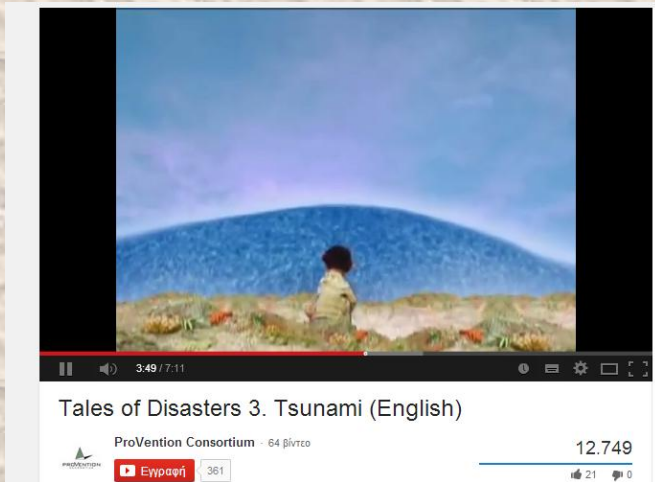 3:49 / 7:11
Tales of Disasters 3. Tsunami (English)
ProVention Consortium · 64 βίντεο
PROVENTION
Εγγραφή 361
12.749
21 0